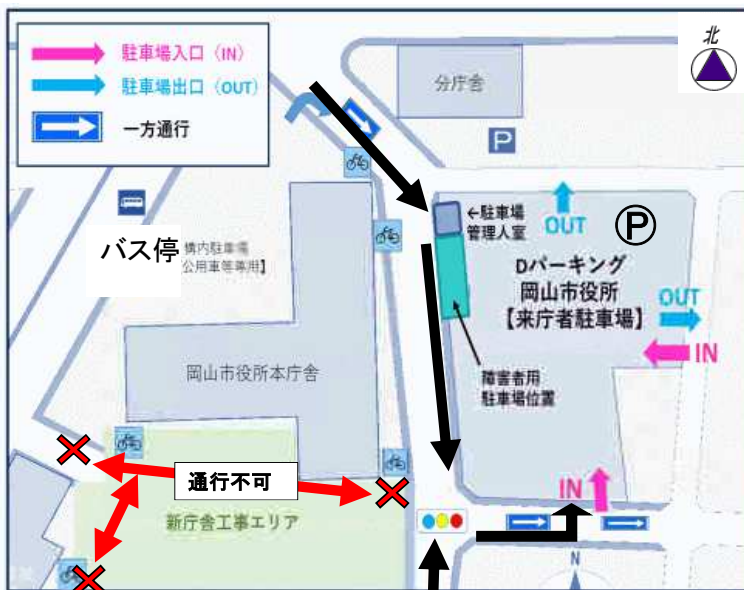 駐車場入口(IN)
駐車場出口(OUT)
一方通行
北
分庁舎
P
←駐車場
管理人室
OUT
P
バス停
構内駐車場
公用車等専用】
Dパーキング
岡山市役所
【来庁者駐車場】
OUT
IN
岡山市役所本庁舎
障害者用
駐車場位置
通行不可
IN
新庁舎工事エリア
N